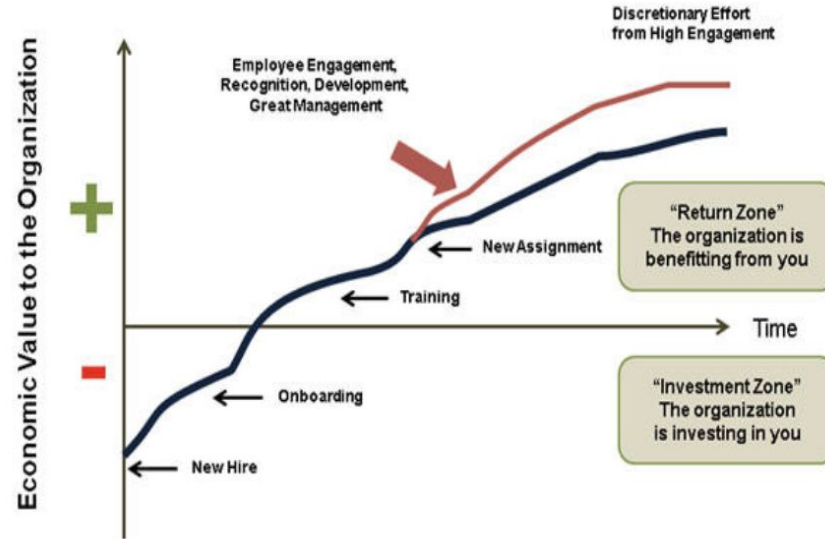 Discretionary Effort
from High Engagement
Employee Engagement,
Recognition, Development,
Great Management
Economic Value to the Organization
+
"Return Zone"
The organization is
benefitting from you
New Assignment
Training
Time
-
"Investment Zone"
The organization
is investing in you
Onboarding
New Hire